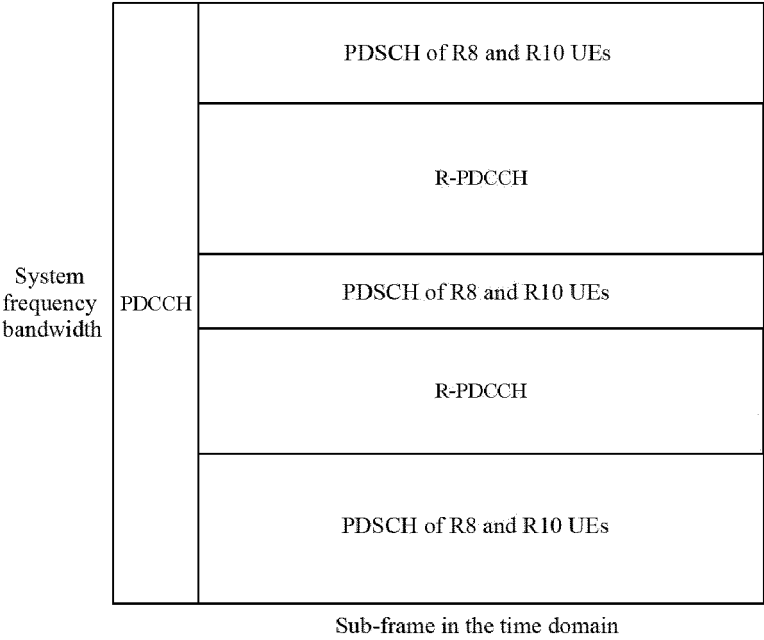 PDSCH of R8 and R10 UEs
R-PDCCH
System
frequency
bandwidth
PDCCH
PDSCH of R8 and R10 UEs
R-PDCCH
PDSCH of R8 and R10 UEs
Sub-frame in the time domain